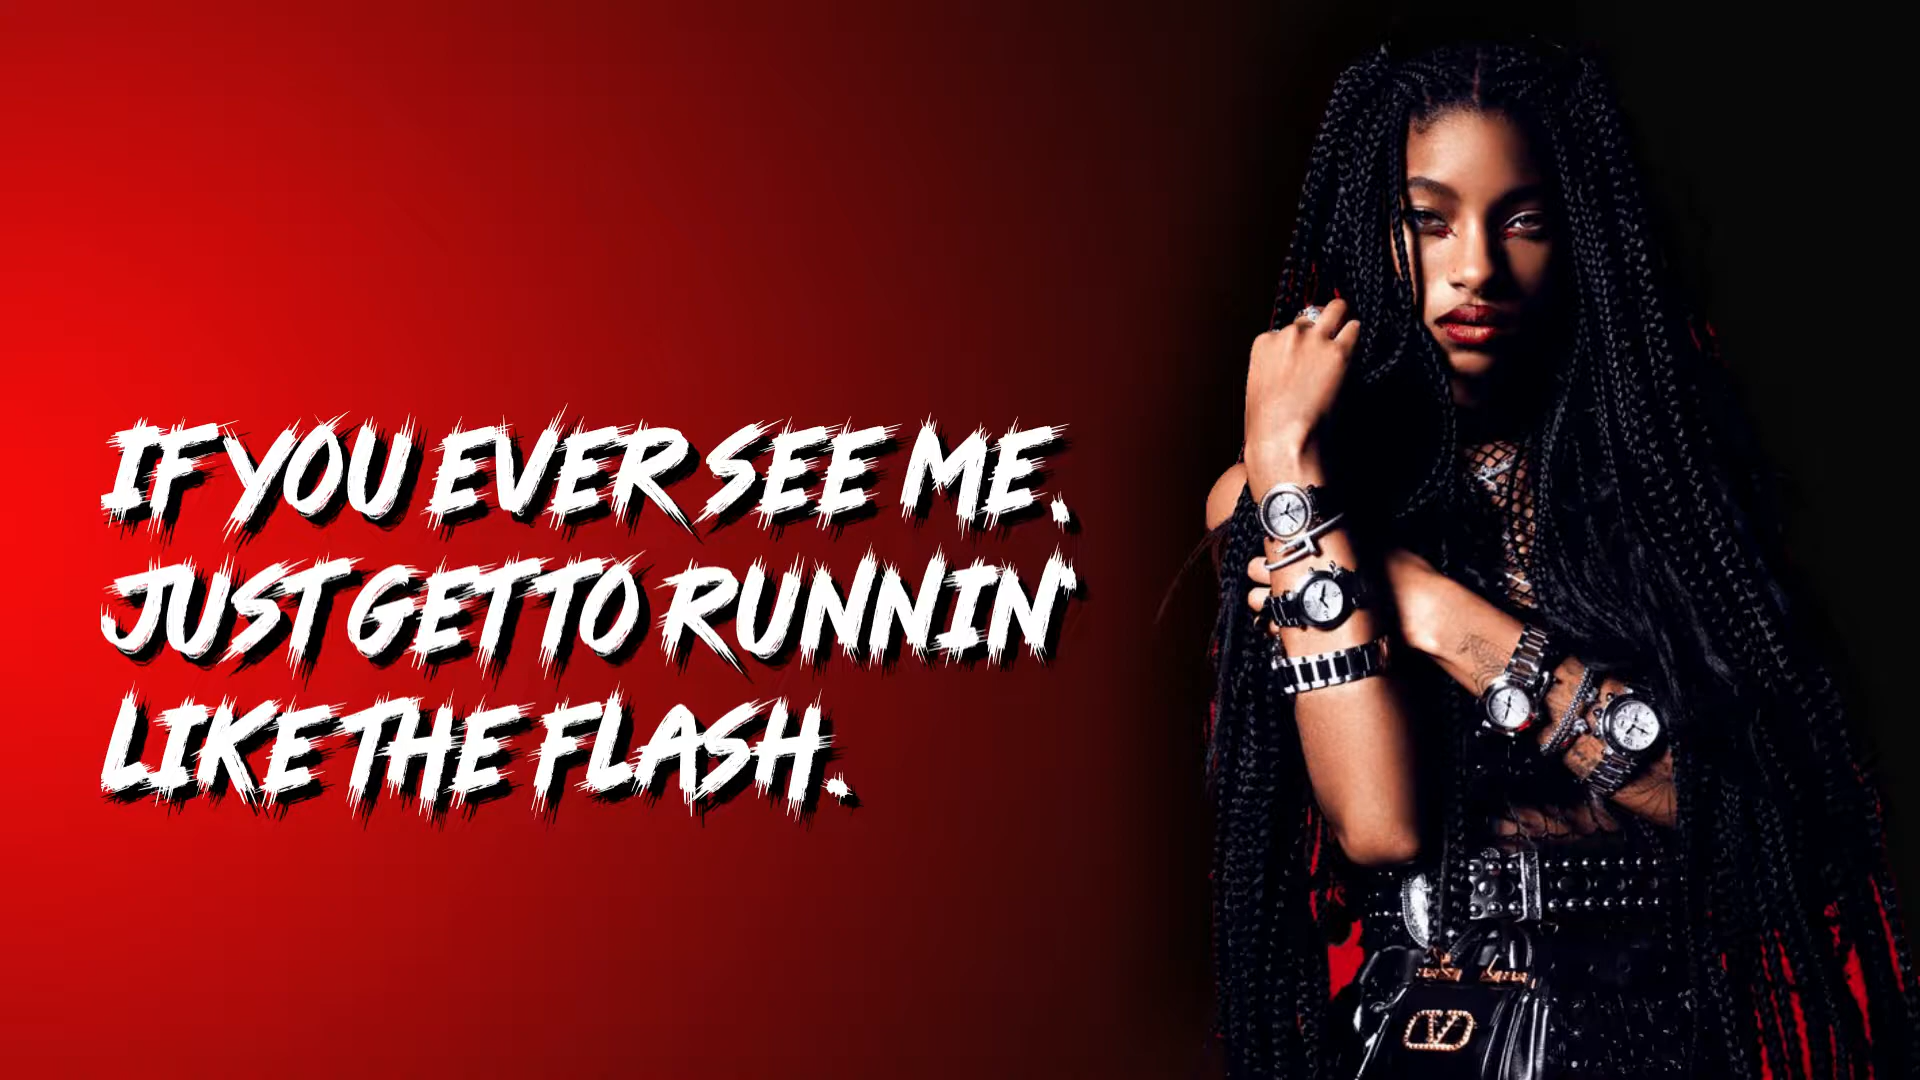 IF YOU EVER SEE ME.
JUST GET TO RUNNIN'
LIKE THE FLASH.